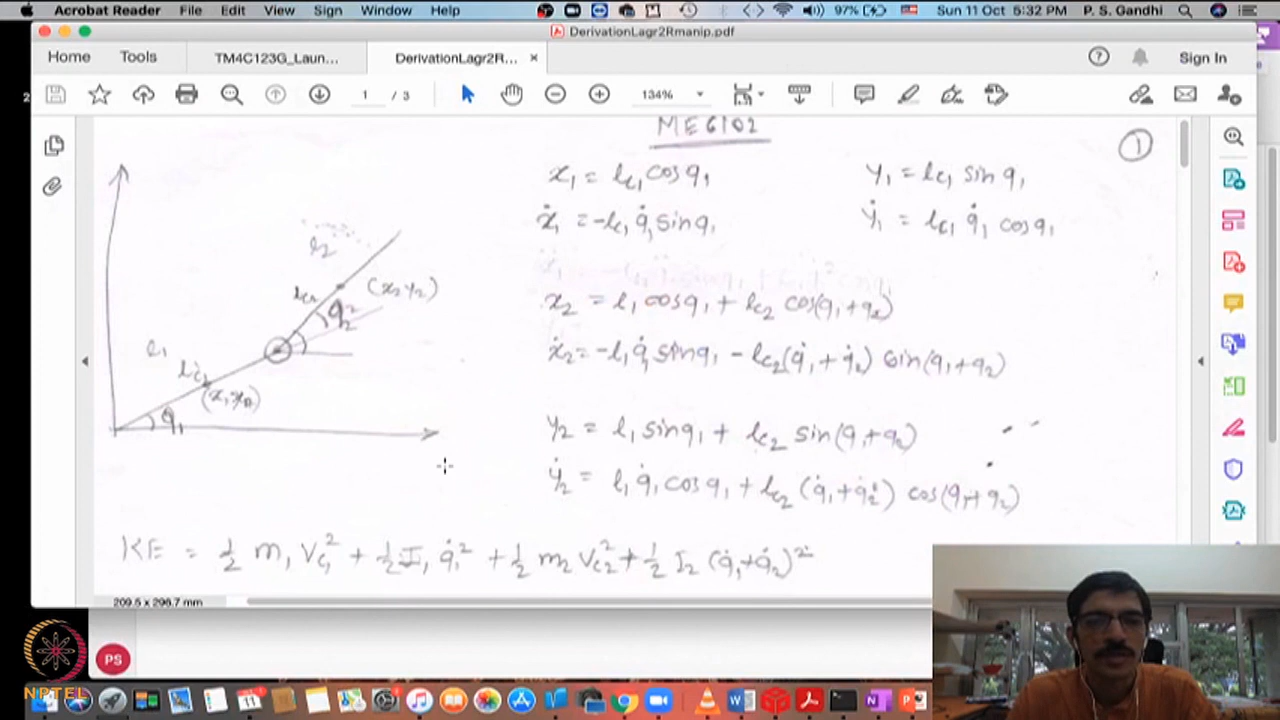 Acrobat Reader File Edit View Sign Window Help 97% Sun 11 Oct 5:32 PM P. S. Gandhi
DerivationLagr2Rmanip.pdf
Home Tools TM4C123G_Laun... DerivationLagr2R... × Sign In
1 / 3 134%
2
ME6102
1
x₁ = lc₁ cos q₁ y₁ = lc₁ sin q₁
ẋ₁ = -lc₁ q̇₁ sin q₁ ẏ₁ = lc₁ q̇₁ cos q₁
l₂
lc₂ (x₂ y₂)
q₂
x₂ = l₁ cos q₁ + lc₂ cos(q₁+q₂)
l₁
ẋ₂ = -l₁ q̇₁ sin q₁ - lc₂(q̇₁+q̇₂) sin(q₁+q₂)
q₁
y₂ = l₁ sin q₁ + lc₂ sin(q₁+q₂)
ẏ₂ = l₁ q̇₁ cos q₁ + lc₂ (q̇₁+q̇₂) cos(q₁+q₂)
KE = ½ m₁ Vc₁² + ½ I₁ q̇₁² + ½ m₂ Vc₂² + ½ I₂ (q̇₁+q̇₂)²
209.5 x 296.7 mm
PS
NPTEL